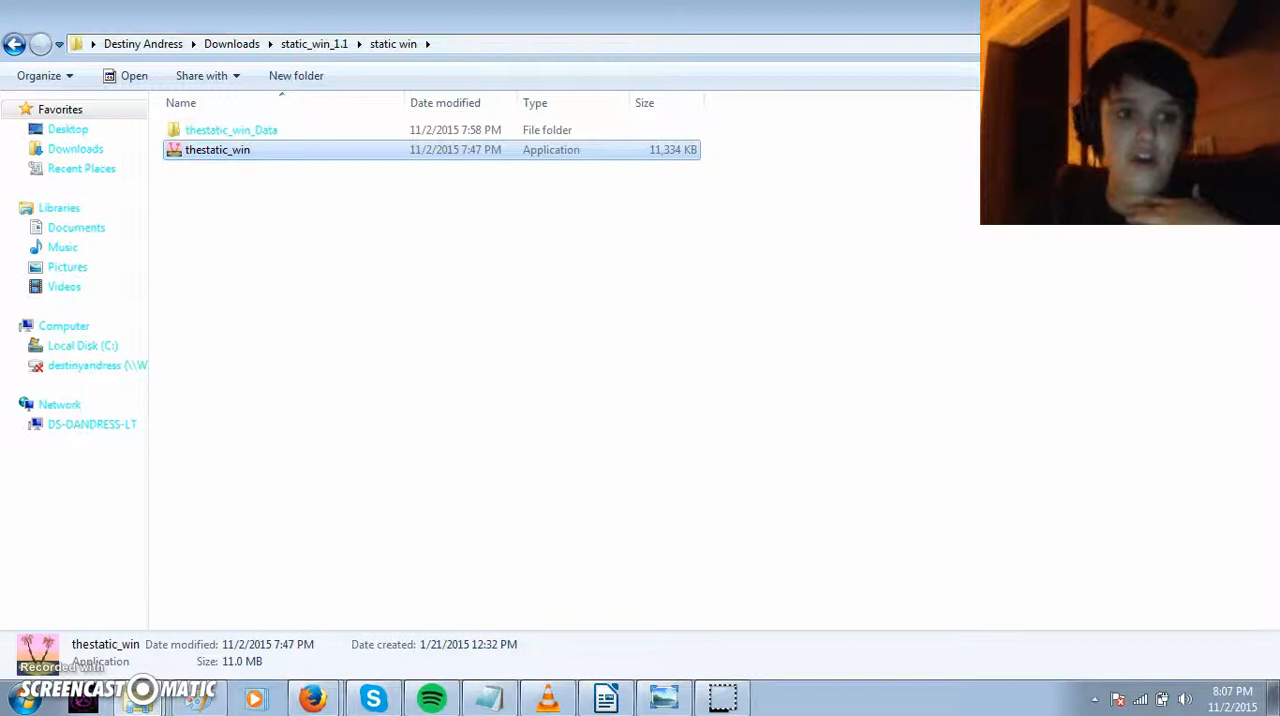 Destiny Andress Downloads static_win_1.1 static win
Organize Open Share with New folder
Name Date modified Type Size
Favorites
Desktop
Downloads
Recent Places
Libraries
Documents
Music
Pictures
Videos
Computer
Local Disk (C:)
destinyandress (\\W
Network
DS-DANDRESS-LT
thestatic_win_Data 11/2/2015 7:58 PM File folder
thestatic_win 11/2/2015 7:47 PM Application 11,334 KB
thestatic_win Date modified: 11/2/2015 7:47 PM Date created: 1/21/2015 12:32 PM
Application Size: 11.0 MB
Recorded with
SCREENCAST MATIC
8:07 PM
11/2/2015